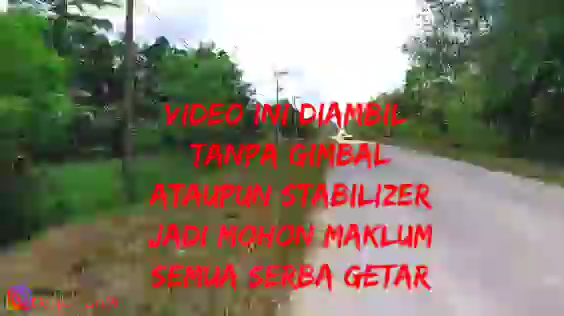 VIDEO INI DIAMBIL
TANPA GIMBAL
ATAUPUN STABILIZER
JADI MOHON MAKLUM
SEMUA SERBA GETAR